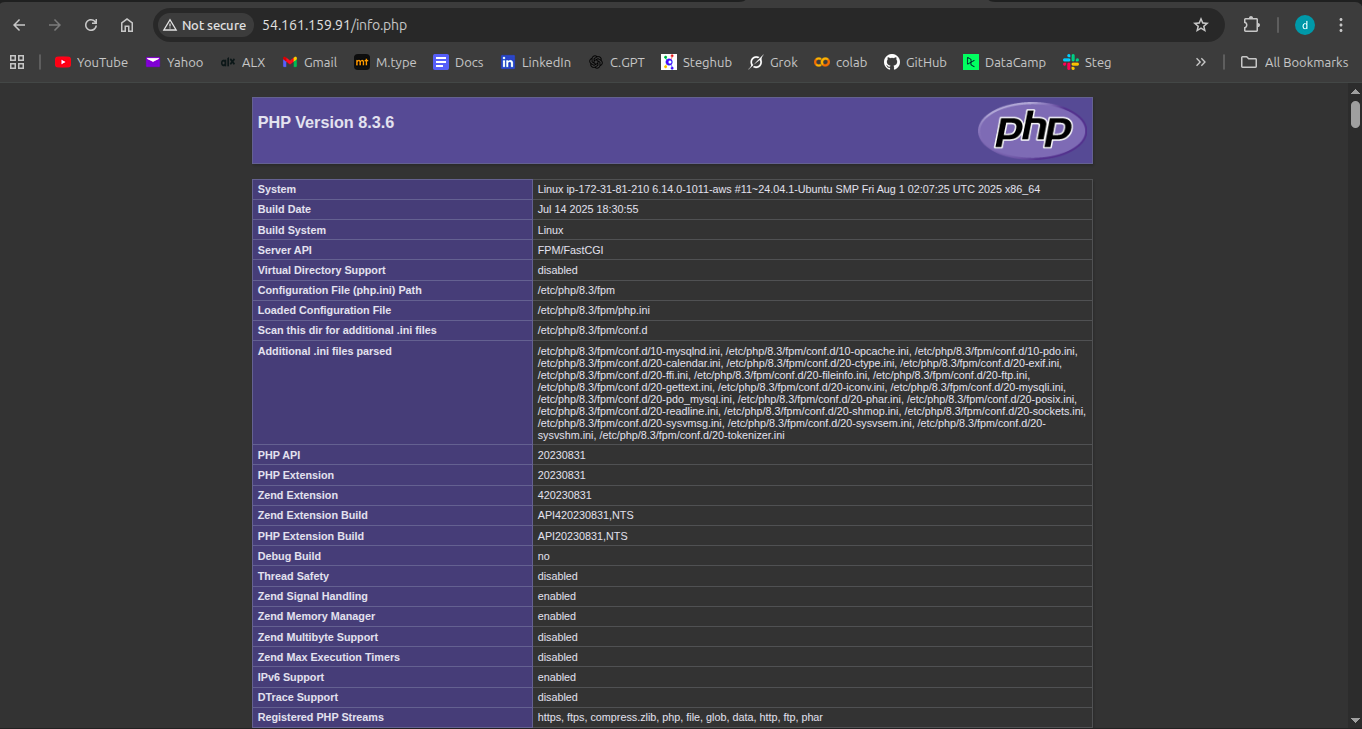 Not secure 54.161.159.91/info.php d
YouTube Yahoo alx ALX Gmail mt M.type Docs in LinkedIn C.GPT Steghub Grok colab GitHub DataCamp Steg » All Bookmarks
PHP Version 8.3.6 php
System Linux ip-172-31-81-210 6.14.0-1011-aws #11~24.04.1-Ubuntu SMP Fri Aug 1 02:07:25 UTC 2025 x86_64
Build Date Jul 14 2025 18:30:55
Build System Linux
Server API FPM/FastCGI
Virtual Directory Support disabled
Configuration File (php.ini) Path /etc/php/8.3/fpm
Loaded Configuration File /etc/php/8.3/fpm/php.ini
Scan this dir for additional .ini files /etc/php/8.3/fpm/conf.d
Additional .ini files parsed /etc/php/8.3/fpm/conf.d/10-mysqlnd.ini, /etc/php/8.3/fpm/conf.d/10-opcache.ini, /etc/php/8.3/fpm/conf.d/10-pdo.ini,
/etc/php/8.3/fpm/conf.d/20-calendar.ini, /etc/php/8.3/fpm/conf.d/20-ctype.ini, /etc/php/8.3/fpm/conf.d/20-exif.ini,
/etc/php/8.3/fpm/conf.d/20-ffi.ini, /etc/php/8.3/fpm/conf.d/20-fileinfo.ini, /etc/php/8.3/fpm/conf.d/20-ftp.ini,
/etc/php/8.3/fpm/conf.d/20-gettext.ini, /etc/php/8.3/fpm/conf.d/20-iconv.ini, /etc/php/8.3/fpm/conf.d/20-mysqli.ini,
/etc/php/8.3/fpm/conf.d/20-pdo_mysql.ini, /etc/php/8.3/fpm/conf.d/20-phar.ini, /etc/php/8.3/fpm/conf.d/20-posix.ini,
/etc/php/8.3/fpm/conf.d/20-readline.ini, /etc/php/8.3/fpm/conf.d/20-shmop.ini, /etc/php/8.3/fpm/conf.d/20-sockets.ini,
/etc/php/8.3/fpm/conf.d/20-sysvmsg.ini, /etc/php/8.3/fpm/conf.d/20-sysvsem.ini, /etc/php/8.3/fpm/conf.d/20-
sysvshm.ini, /etc/php/8.3/fpm/conf.d/20-tokenizer.ini
PHP API 20230831
PHP Extension 20230831
Zend Extension 420230831
Zend Extension Build API420230831,NTS
PHP Extension Build API20230831,NTS
Debug Build no
Thread Safety disabled
Zend Signal Handling enabled
Zend Memory Manager enabled
Zend Multibyte Support disabled
Zend Max Execution Timers disabled
IPv6 Support enabled
DTrace Support disabled
Registered PHP Streams https, ftps, compress.zlib, php, file, glob, data, http, ftp, phar